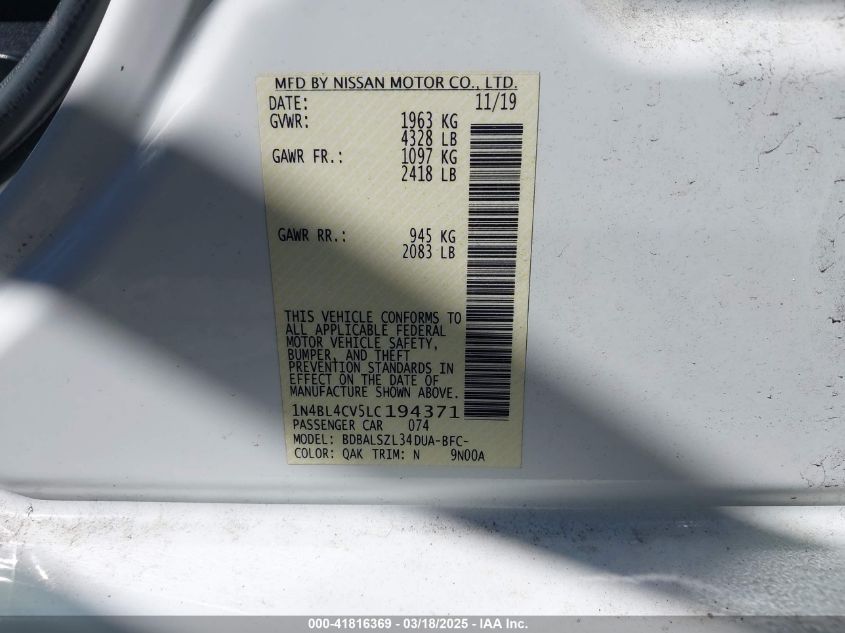 MFD BY NISSAN MOTOR CO., LTD.
DATE: 11/19
GVWR: 1963 KG
4328 LB
GAWR FR.: 1097 KG
2418 LB
GAWR RR.: 945 KG
2083 LB
THIS VEHICLE CONFORMS TO
ALL APPLICABLE FEDERAL
MOTOR VEHICLE SAFETY,
BUMPER, AND THEFT
PREVENTION STANDARDS IN
EFFECT ON THE DATE OF
MANUFACTURE SHOWN ABOVE.
1N4BL4CV5LC194371
PASSENGER CAR 074
MODEL: BDBALSZL34DUA-BFC-
COLOR: QAK TRIM: N 9N00A
000-41816369 - 03/18/2025 - IAA Inc.